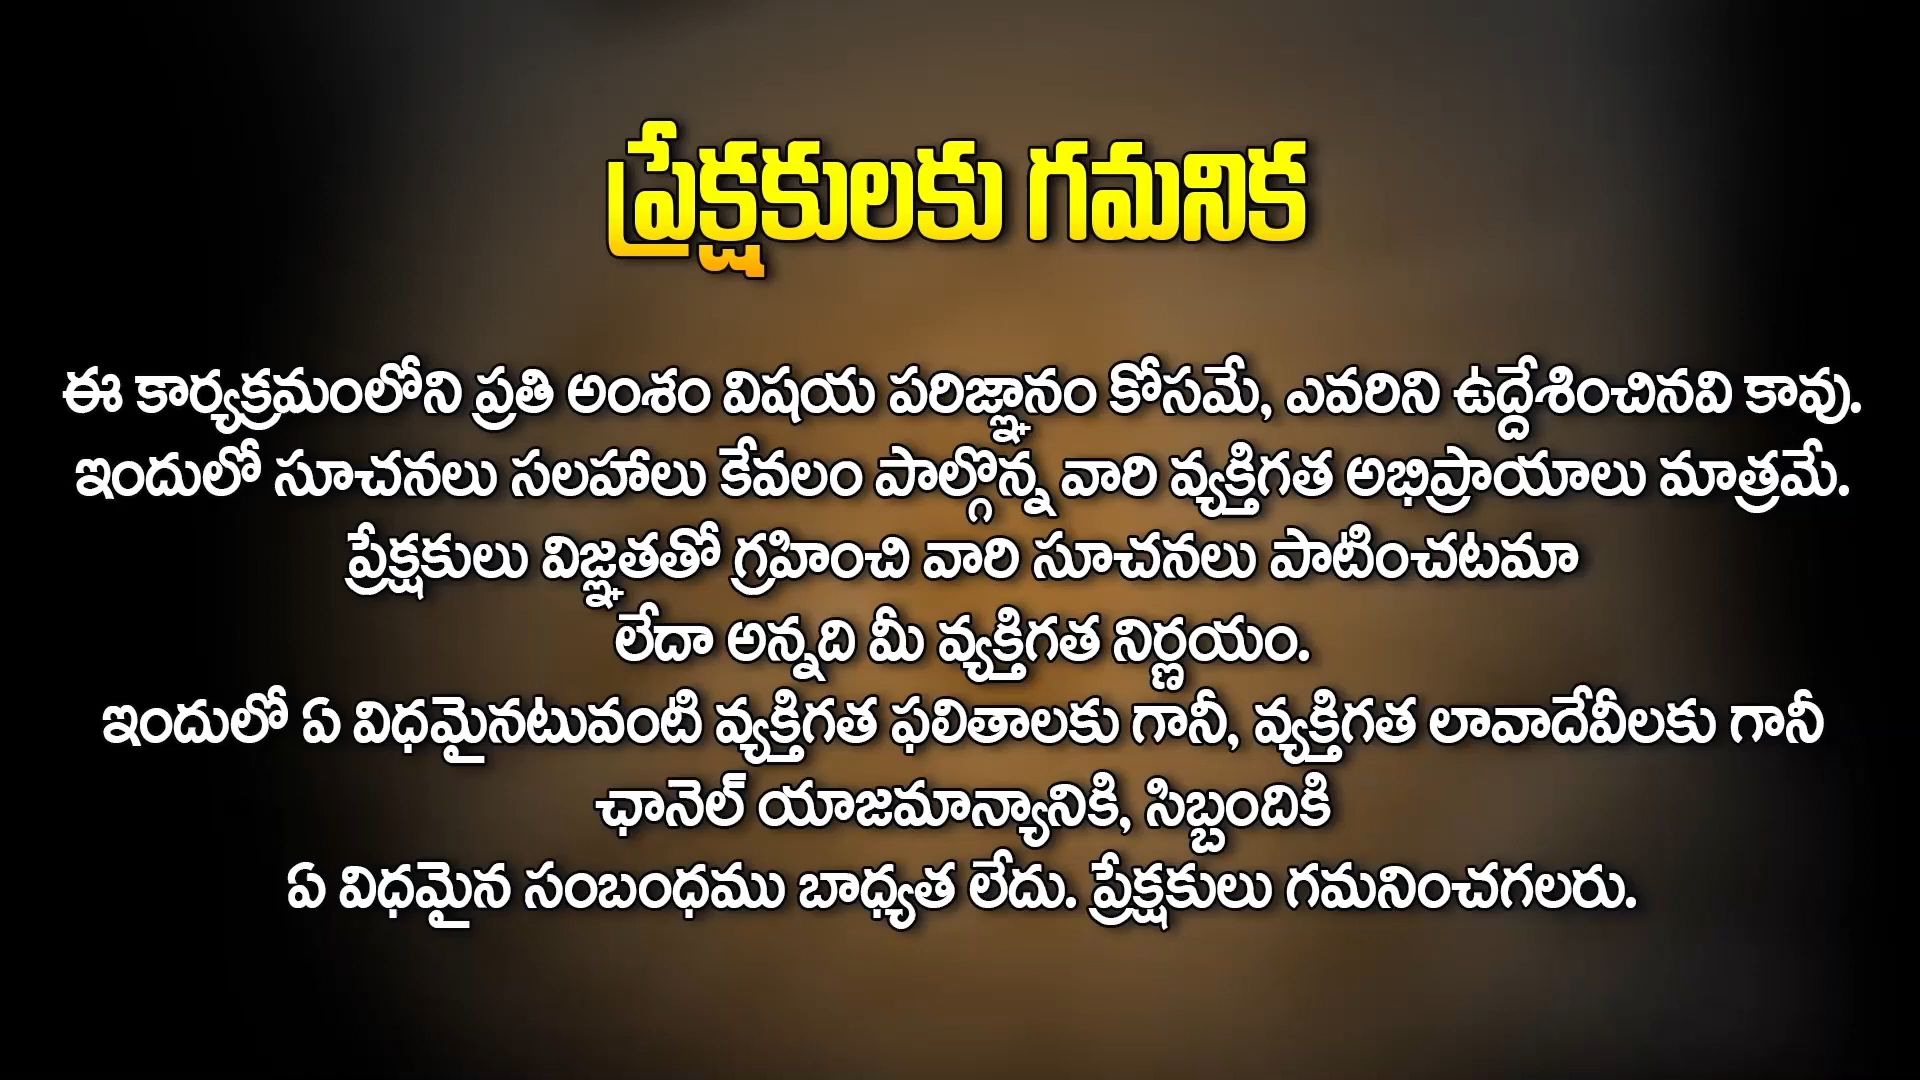 ప్రేక్షకులకు గమనిక
ఈ కార్యక్రమంలోని ప్రతి అంశం విషయ పరిజ్ఞానం కోసమే, ఎవరిని ఉద్దేశించినవి కావు.
ఇందులో సూచనలు సలహాలు కేవలం పాల్గొన్న వారి వ్యక్తిగత అభిప్రాయాలు మాత్రమే.
ప్రేక్షకులు విజ్ఞతతో గ్రహించి వారి సూచనలు పాటించటమా
లేదా అన్నది మీ వ్యక్తిగత నిర్ణయం.
ఇందులో ఏ విధమైనటువంటి వ్యక్తిగత ఫలితాలకు గానీ, వ్యక్తిగత లావాదేవీలకు గానీ
ఛానెల్ యాజమాన్యానికి, సిబ్బందికి
ఏ విధమైన సంబంధము బాధ్యత లేదు. ప్రేక్షకులు గమనించగలరు.